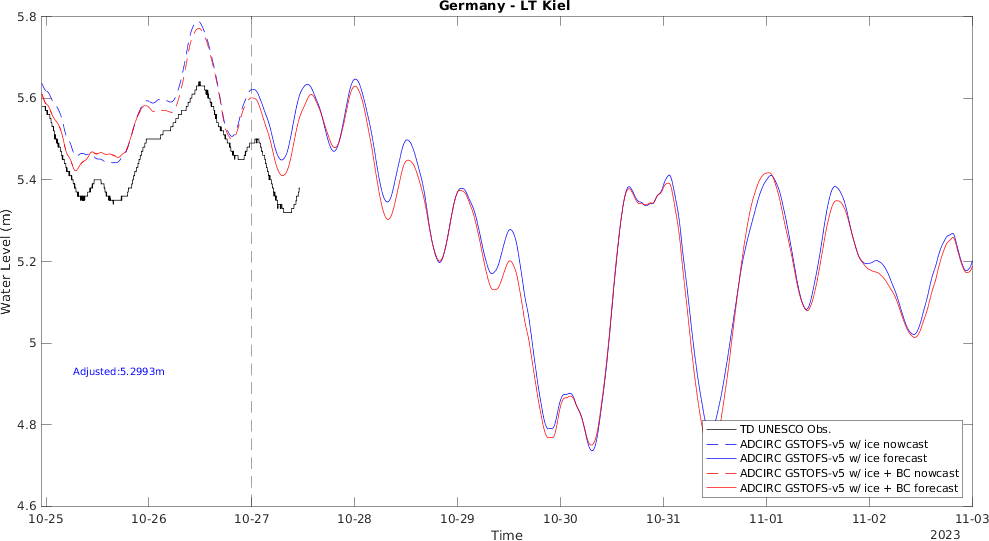 Germany - LT Kiel
5.8
5.6
5.4
5.2
5
4.8
4.6
Water Level (m)
Adjusted:5.2993m
TD UNESCO Obs.
ADCIRC GSTOFS-v5 w/ ice nowcast
ADCIRC GSTOFS-v5 w/ ice forecast
ADCIRC GSTOFS-v5 w/ ice + BC nowcast
ADCIRC GSTOFS-v5 w/ ice + BC forecast
10-25 10-26 10-27 10-28 10-29 10-30 10-31 11-01 11-02 11-03
Time
2023